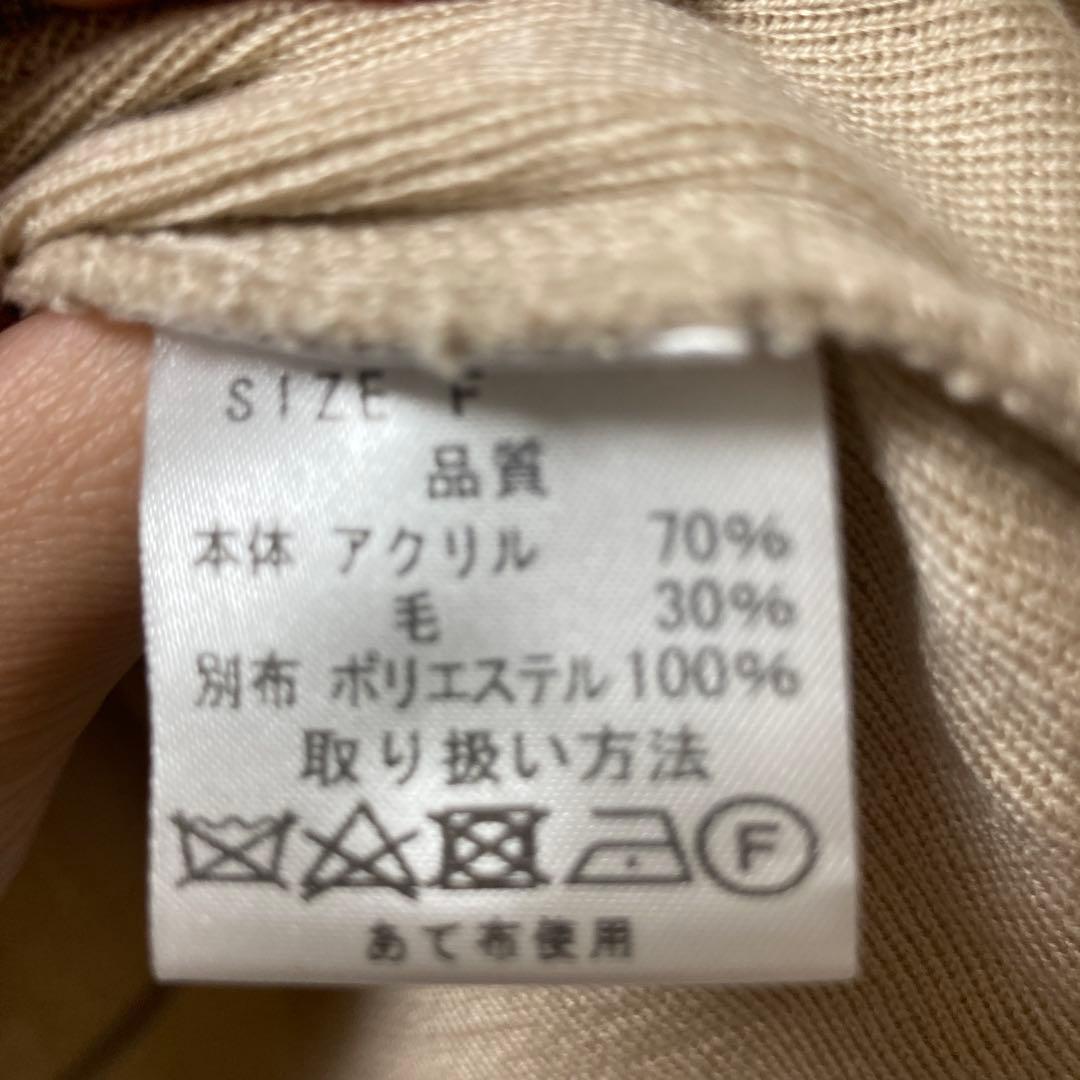 SIZE F
品質
本体 アクリル 70%
毛 30%
別布 ポリエステル 100%
取り扱い方法
F
あて布使用